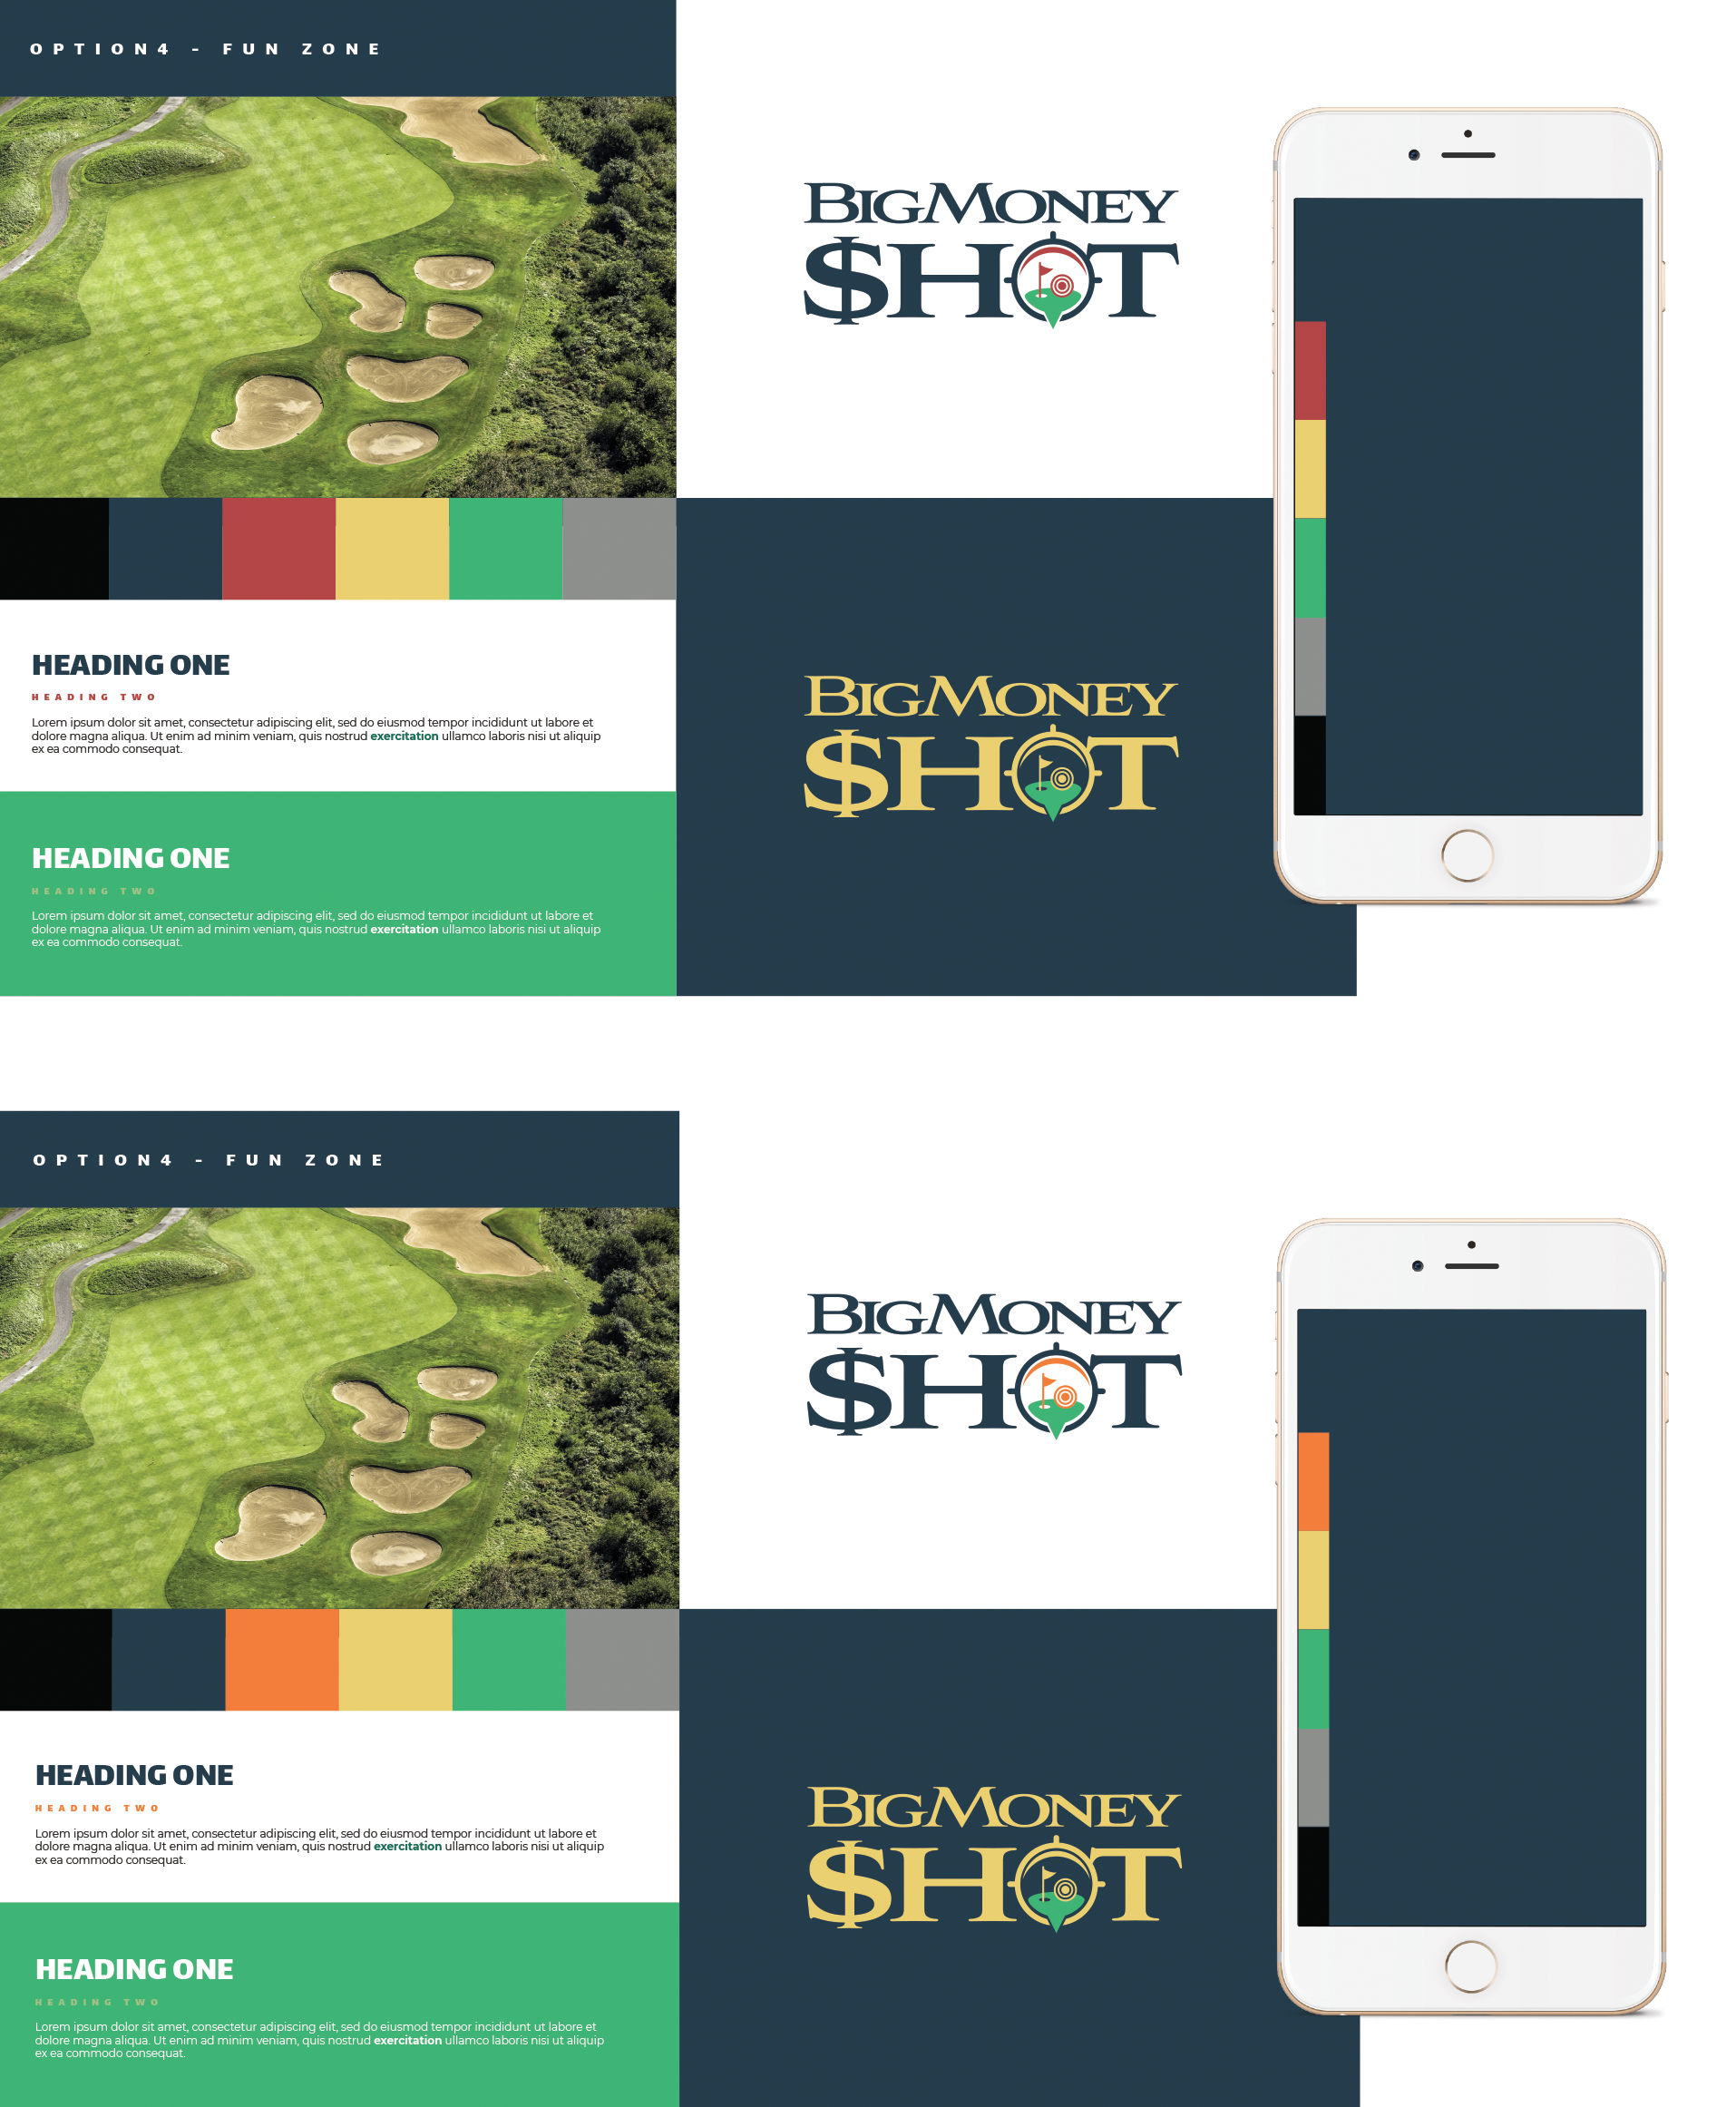 OPTION4 - FUN ZONE
BIGMONEY
$HOT
HEADING ONE
HEADING TWO
Lorem ipsum dolor sit amet, consectetur adipiscing elit, sed do eiusmod tempor incididunt ut labore et
dolore magna aliqua. Ut enim ad minim veniam, quis nostrud exercitation ullamco laboris nisi ut aliquip
ex ea commodo consequat.
HEADING ONE
HEADING TWO
Lorem ipsum dolor sit amet, consectetur adipiscing elit, sed do eiusmod tempor incididunt ut labore et
dolore magna aliqua. Ut enim ad minim veniam, quis nostrud exercitation ullamco laboris nisi ut aliquip
ex ea commodo consequat.
BIGMONEY
$HOT
OPTION4 - FUN ZONE
BIGMONEY
$HOT
HEADING ONE
HEADING TWO
Lorem ipsum dolor sit amet, consectetur adipiscing elit, sed do eiusmod tempor incididunt ut labore et
dolore magna aliqua. Ut enim ad minim veniam, quis nostrud exercitation ullamco laboris nisi ut aliquip
ex ea commodo consequat.
HEADING ONE
HEADING TWO
Lorem ipsum dolor sit amet, consectetur adipiscing elit, sed do eiusmod tempor incididunt ut labore et
dolore magna aliqua. Ut enim ad minim veniam, quis nostrud exercitation ullamco laboris nisi ut aliquip
ex ea commodo consequat.
BIGMONEY
$HOT